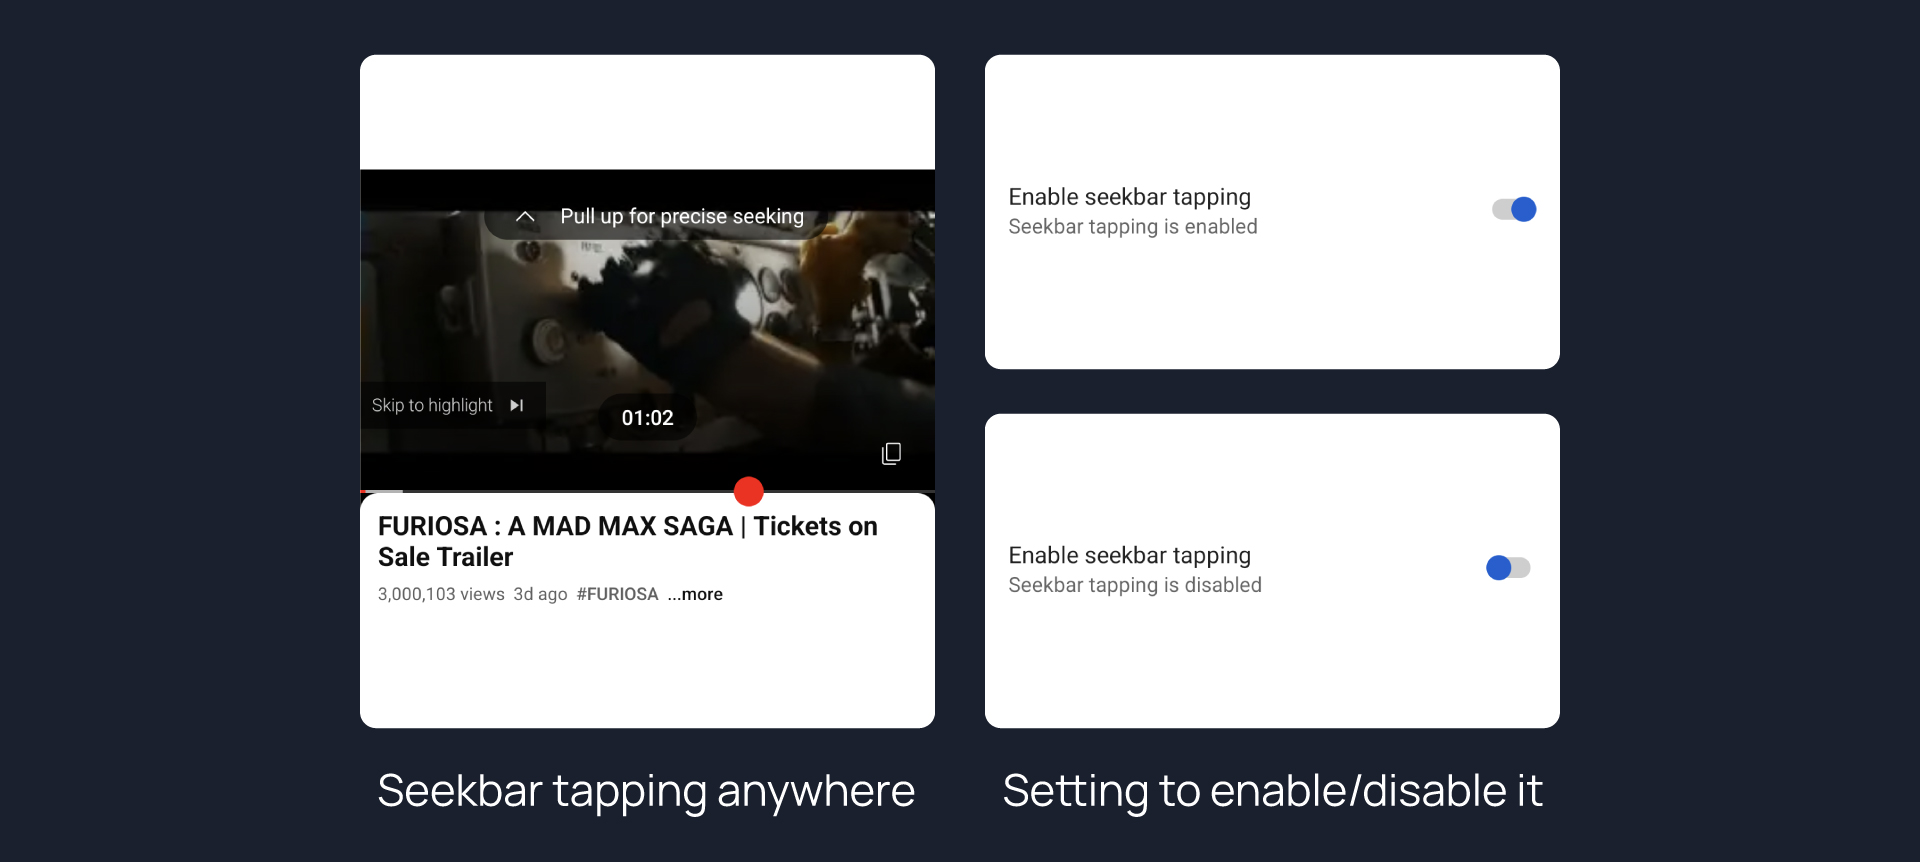 Pull up for precise seeking
Skip to highlight
01:02
FURIOSA : A MAD MAX SAGA | Tickets on
Sale Trailer
3,000,103 views 3d ago #FURIOSA ...more
Seekbar tapping anywhere
Enable seekbar tapping
Seekbar tapping is enabled
Enable seekbar tapping
Seekbar tapping is disabled
Setting to enable/disable it